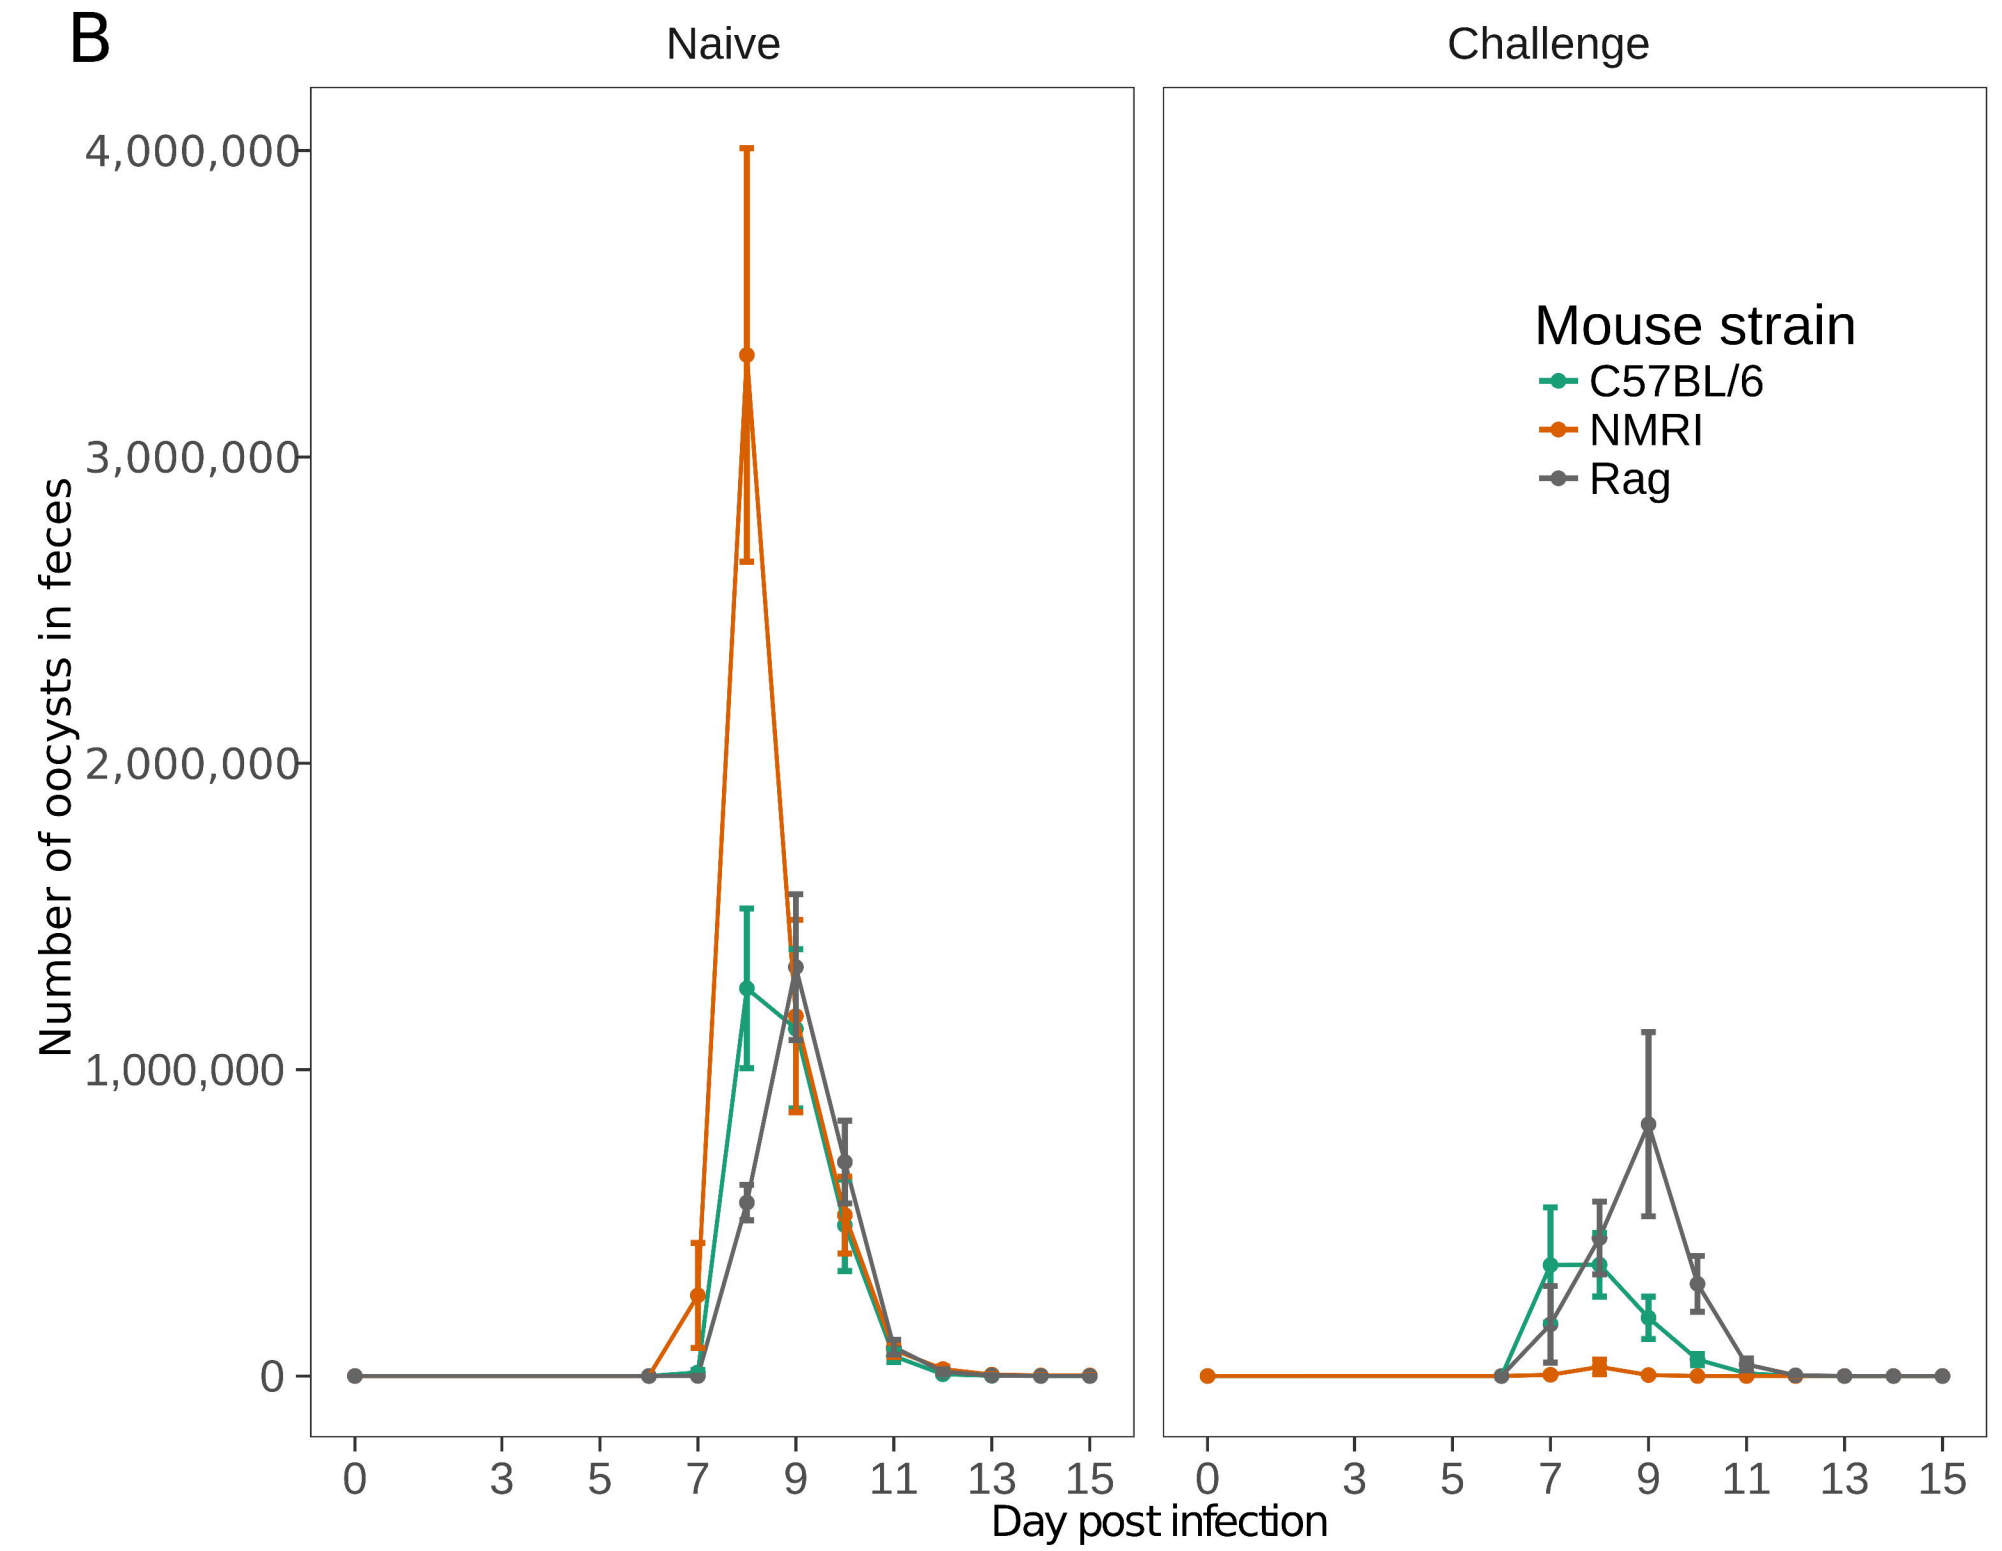 B
Naive
Challenge
Number of oocysts in feces
4,000,000
3,000,000
2,000,000
1,000,000
0
Mouse strain
C57BL/6
NMRI
Rag
0 3 5 7 9 11 13 15
0 3 5 7 9 11 13 15
Day post infection